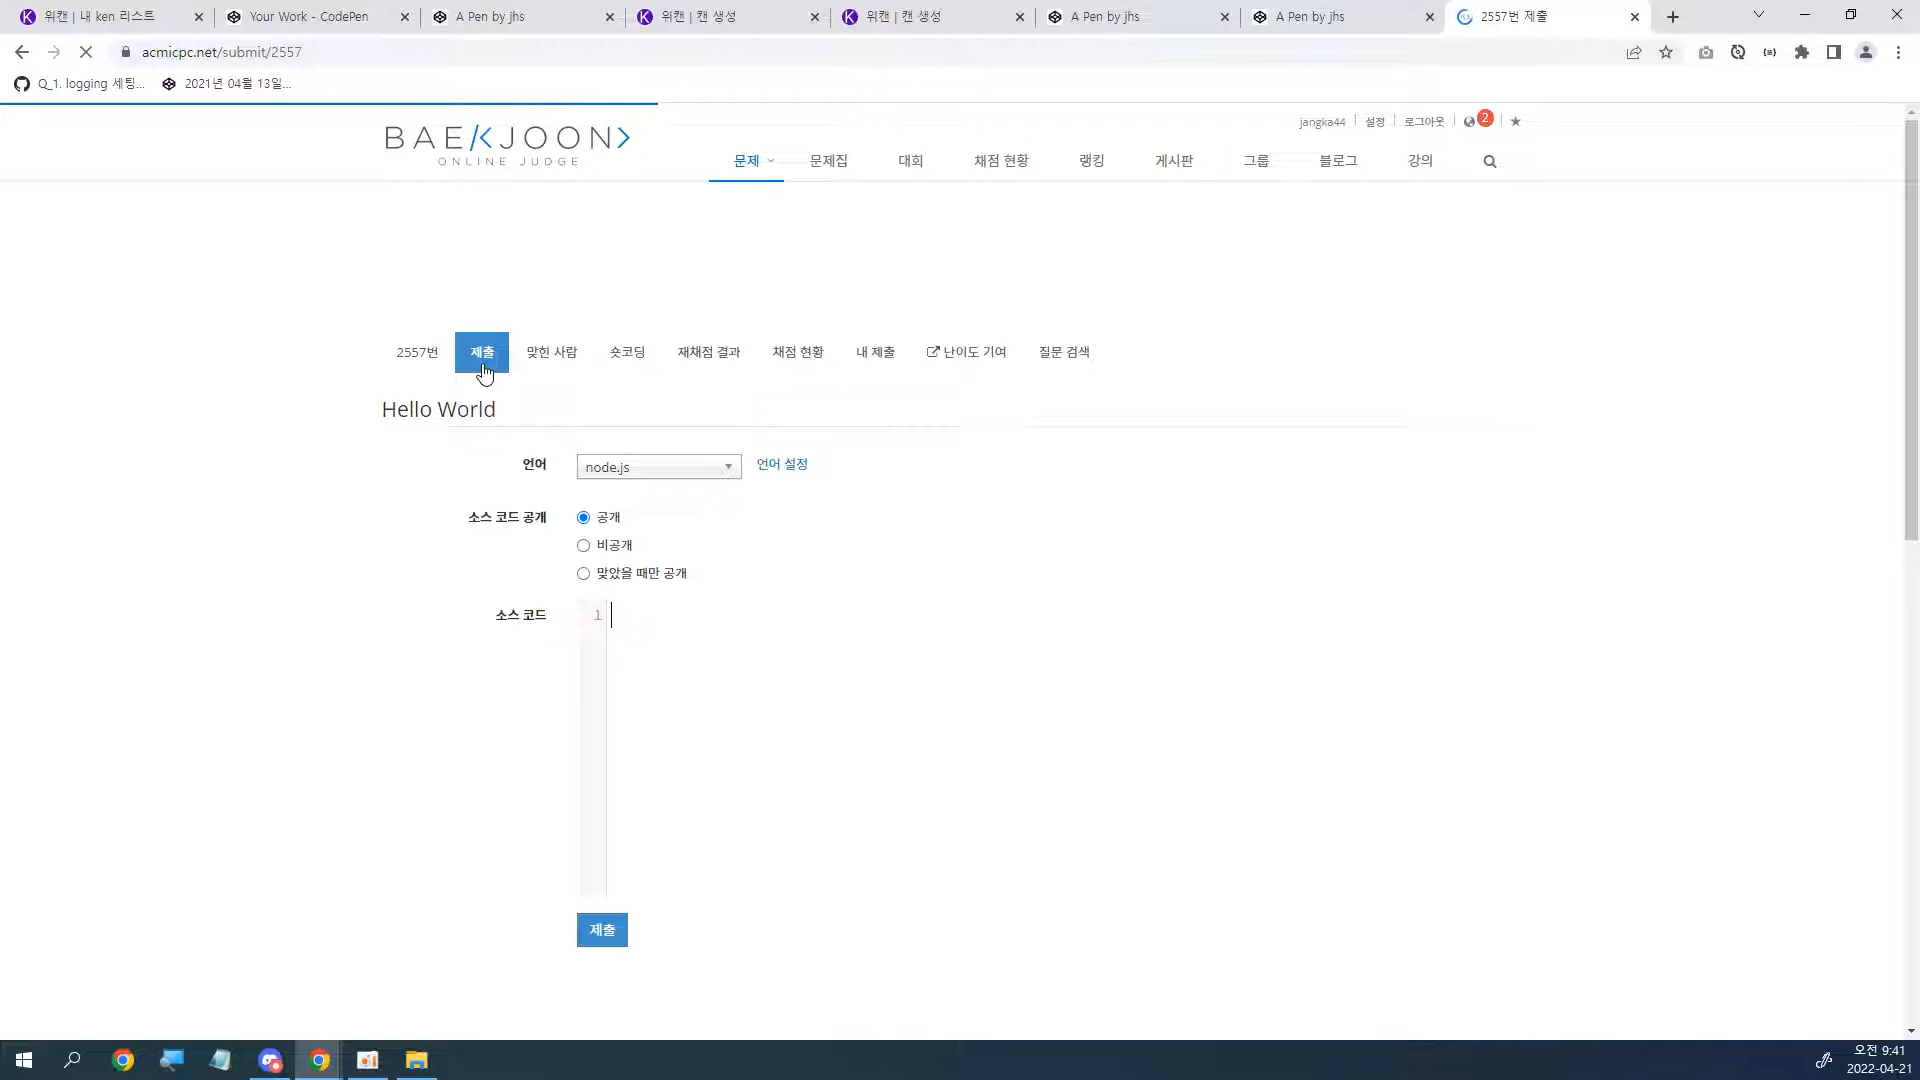 위캔 | 내 ken 리스트
Your Work - CodePen
A Pen by jhs
위캔 | 캔 생성
위캔 | 캔 생성
A Pen by jhs
A Pen by jhs
2557번 제출
acmicpc.net/submit/2557
Q_1. logging 세팅...
2021년 04월 13일...
BAEKJOON>
ONLINE JUDGE
jangka44
설정
로그아웃
2
문제
문제집
대회
채점 현황
랭킹
게시판
그룹
블로그
강의
2557번
제출
맞힌 사람
숏코딩
재채점 결과
채점 현황
내 제출
난이도 기여
질문 검색
Hello World
언어
node.js
언어 설정
소스 코드 공개
공개
비공개
맞았을 때만 공개
소스 코드
1
제출
오전 9:41
2022-04-21